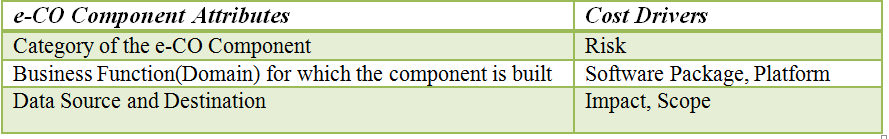 e-CO Component Attributes Cost Drivers
Category of the e-CO Component Risk
Business Function(Domain) for which the component is built Software Package, Platform
Data Source and Destination Impact, Scope